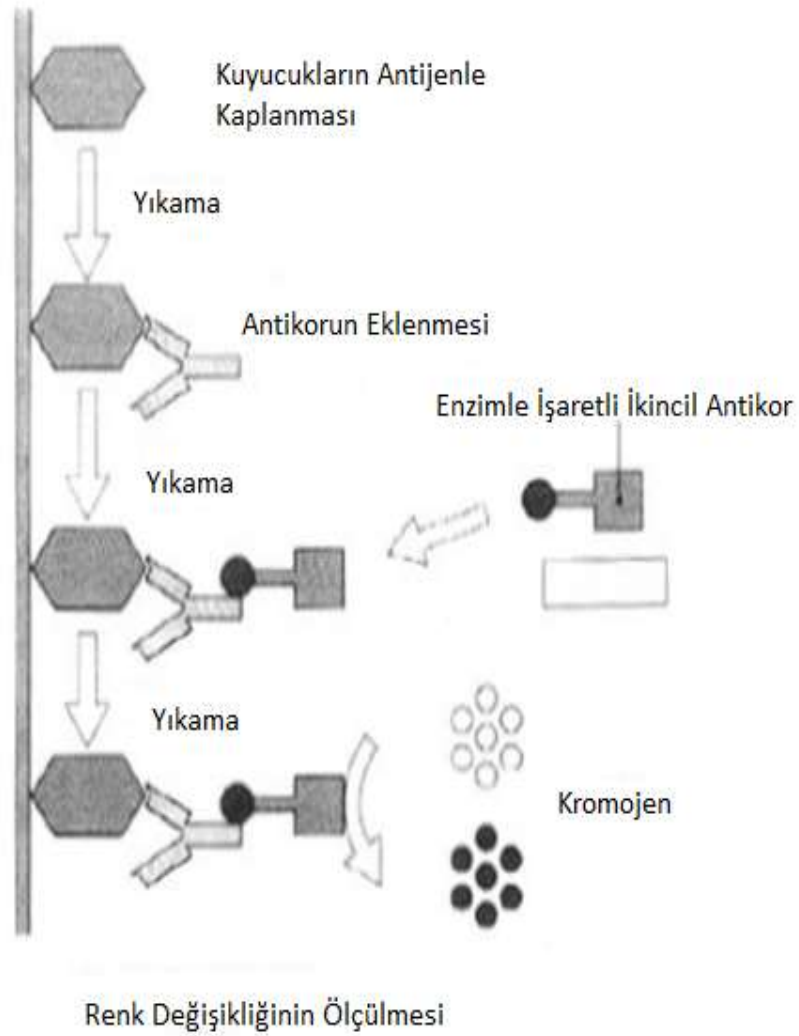 Kuyucukların Antijenle
Kaplanması
Yıkama
Antikorun Eklenmesi
Enzimle İşaretli İkincil Antikor
Yıkama
Yıkama
Kromojen
Renk Değişikliğinin Ölçülmesi